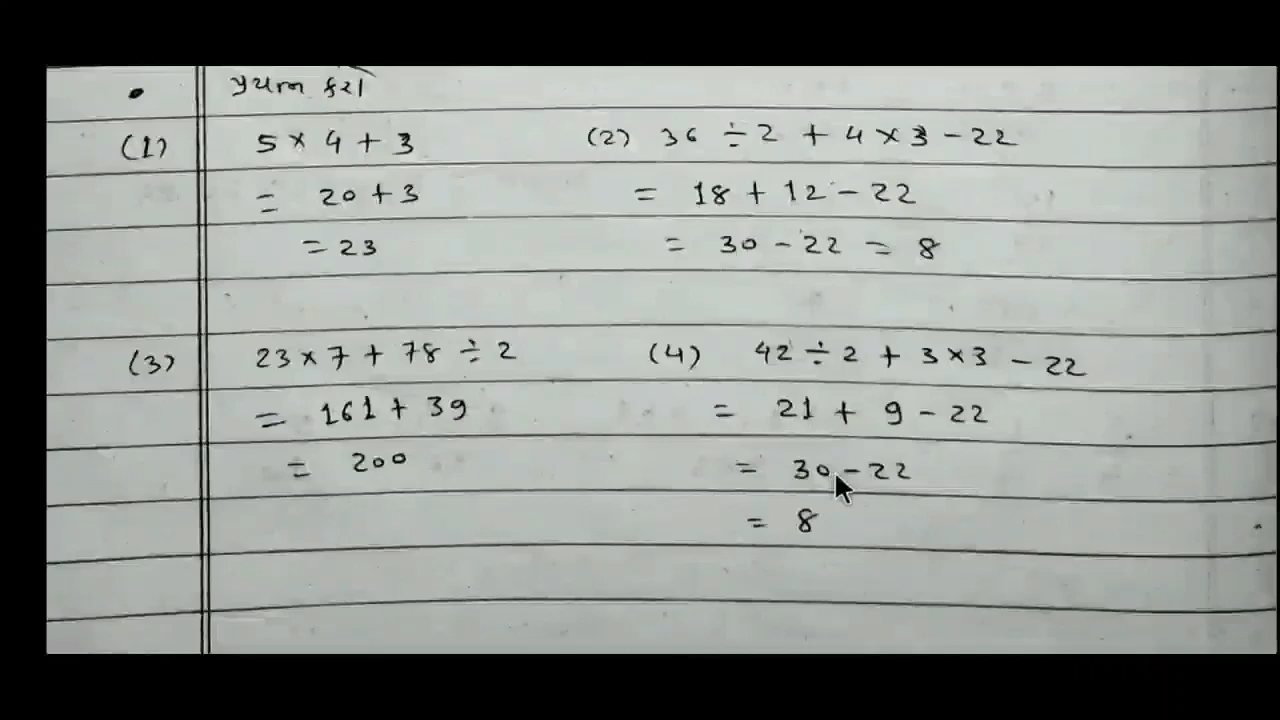 • પ્રયત્ન કરો
(1) 5 × 4 + 3 (2) 36 ÷ 2 + 4 × 3 - 22
= 20 + 3 = 18 + 12 - 22
= 23 = 30 - 22 = 8
(3) 23 × 7 + 78 ÷ 2 (4) 42 ÷ 2 + 3 × 3 - 22
= 161 + 39 = 21 + 9 - 22
= 200 = 30 - 22
= 8